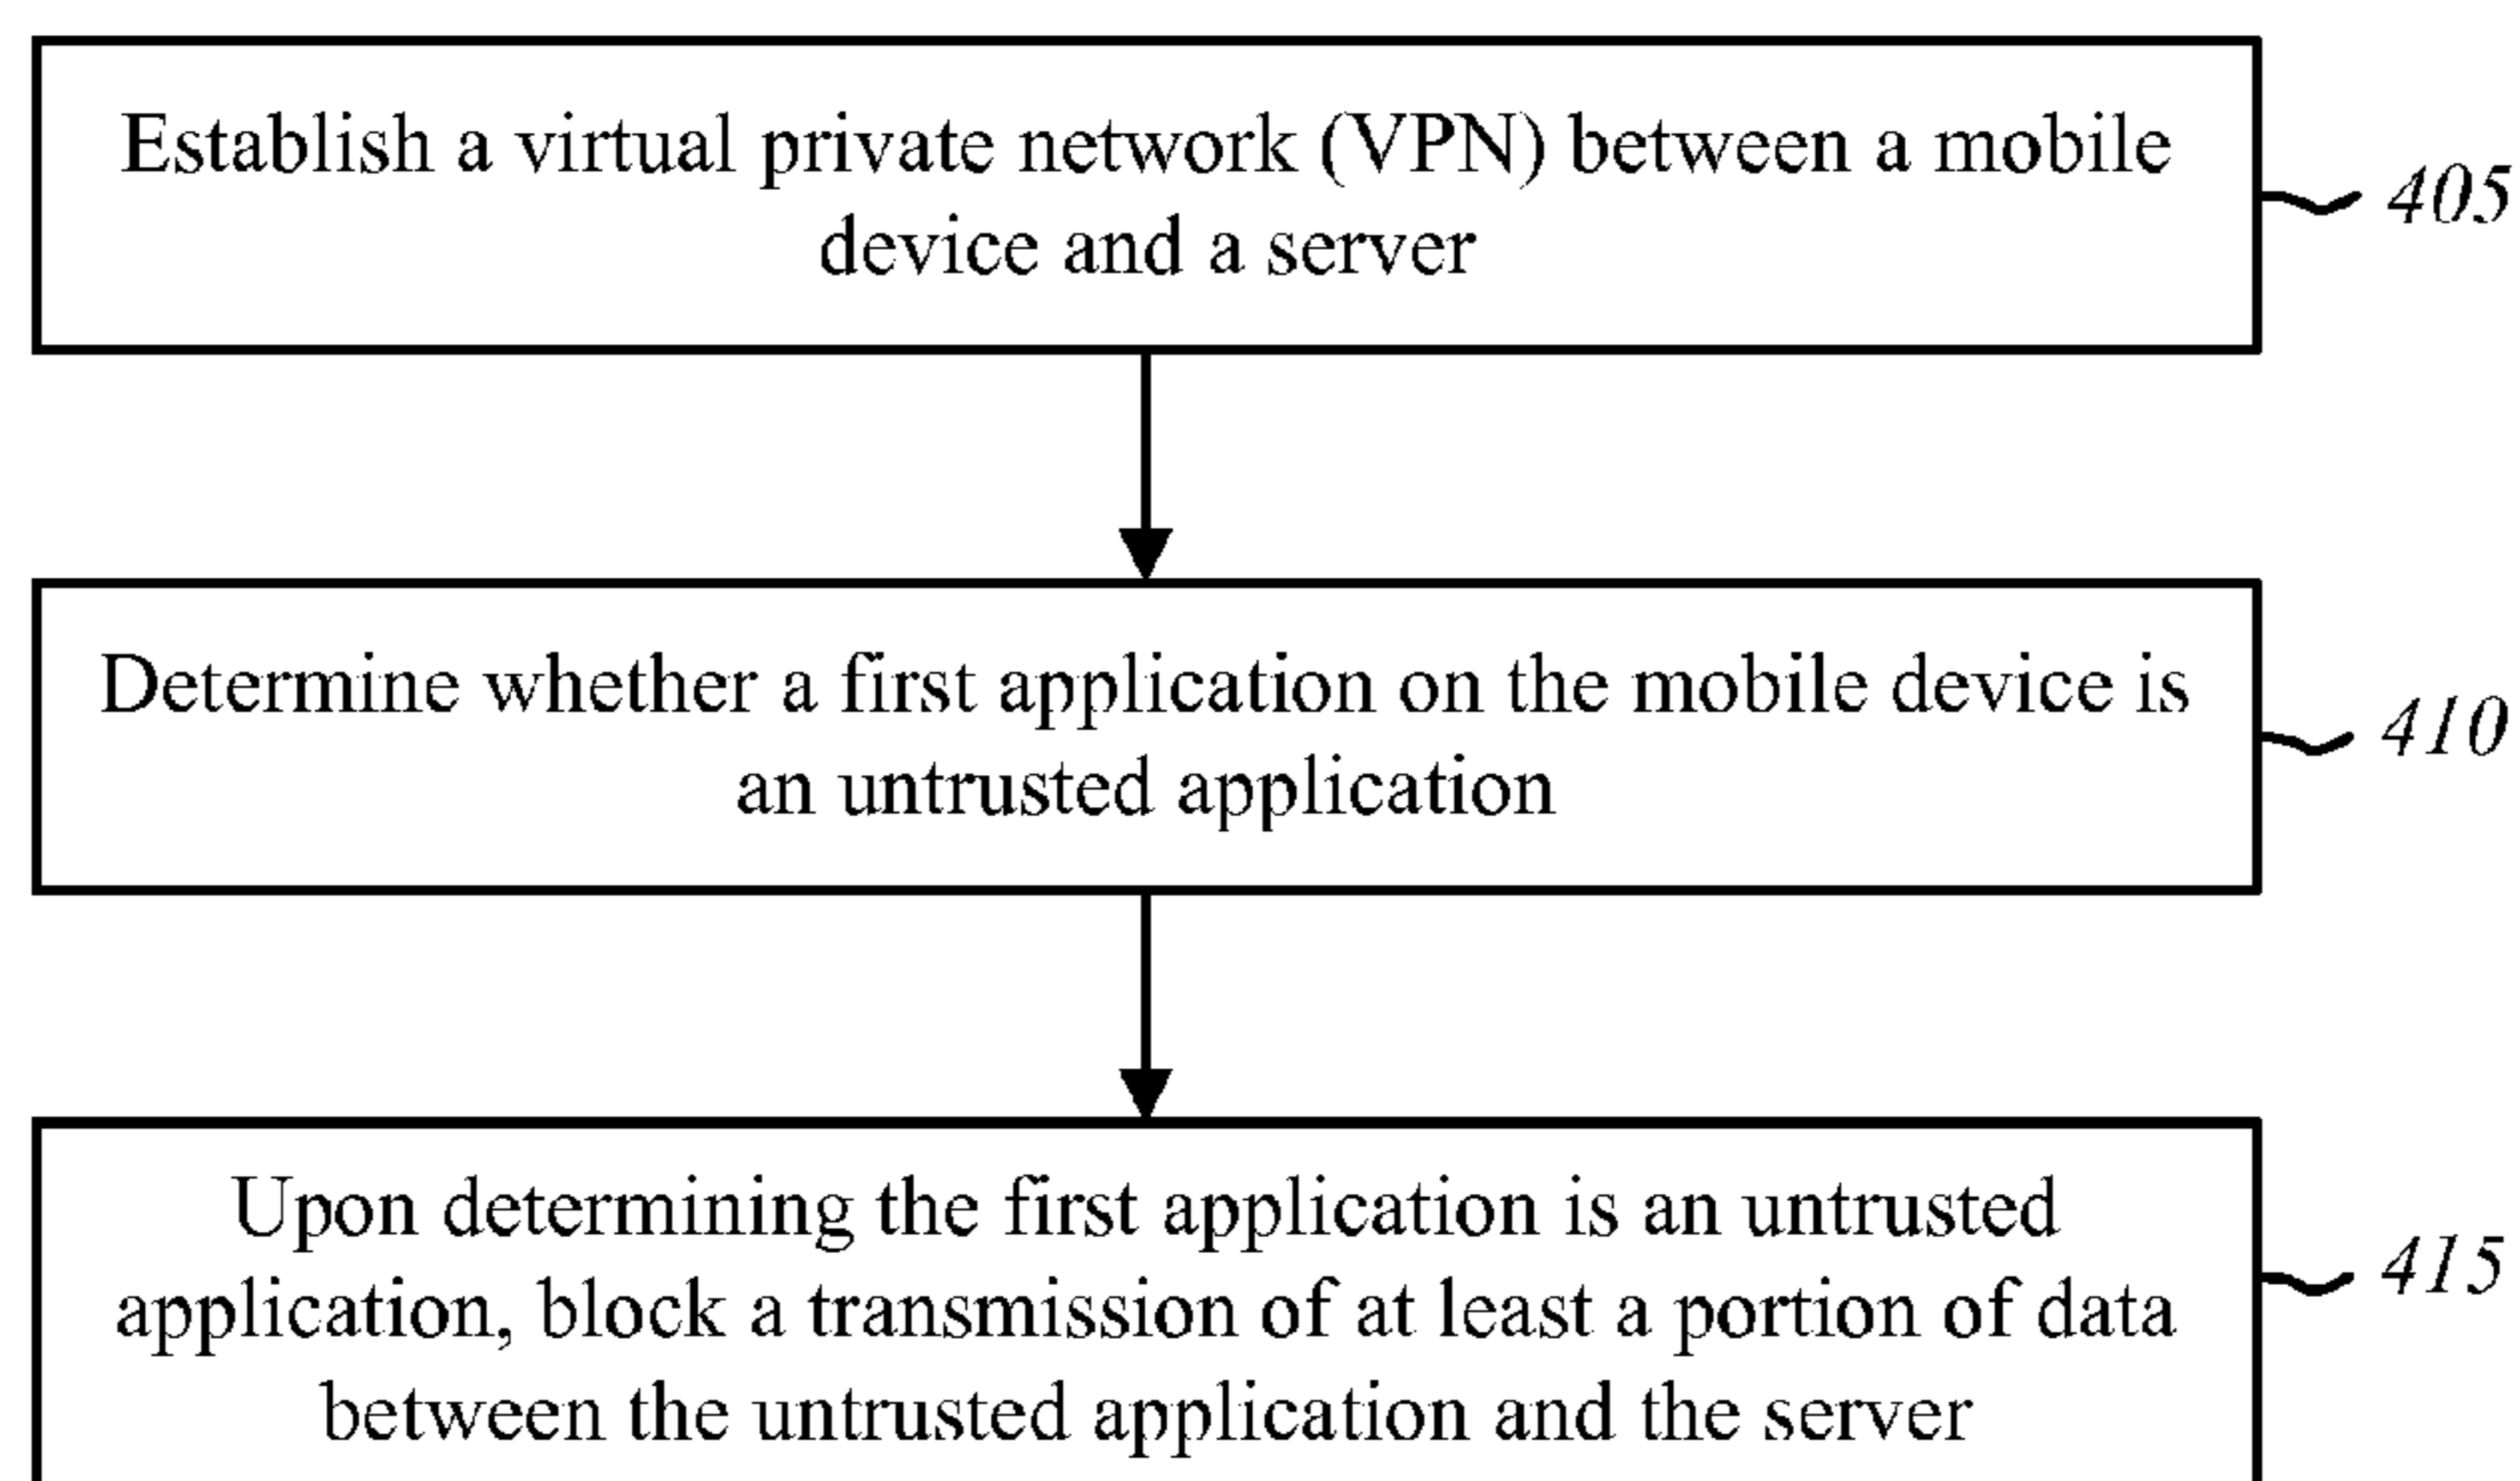 Establish a virtual private network (VPN) between a mobile
device and a server
405
Determine whether a first application on the mobile device is
an untrusted application
410
Upon determining the first application is an untrusted
application, block a transmission of at least a portion of data
between the untrusted application and the server
415